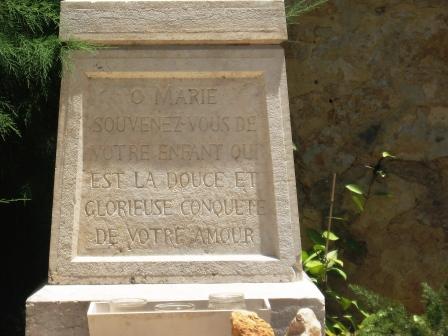 O MARIE
SOUVENEZ-VOUS DE
VOTRE ENFANT QUI
EST LA DOUCE ET
GLORIEUSE CONQUETE
DE VOTRE AMOUR